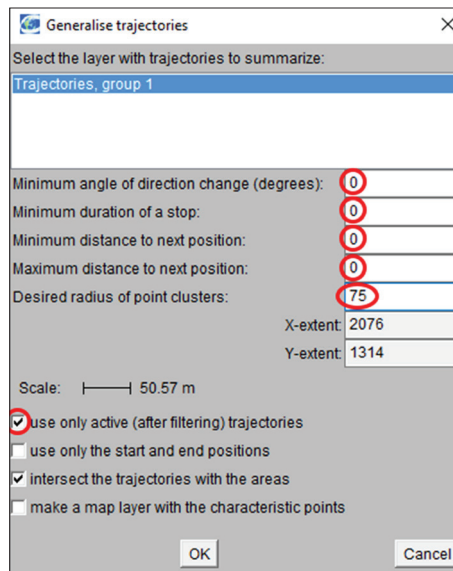 Generalise trajectories
Select the layer with trajectories to summarize:
Trajectories, group 1
Minimum angle of direction change (degrees): 0
Minimum duration of a stop: 0
Minimum distance to next position: 0
Maximum distance to next position: 0
Desired radius of point clusters: 75
X-extent: 2076
Y-extent: 1314
Scale: 50.57 m
use only active (after filtering) trajectories
use only the start and end positions
intersect the trajectories with the areas
make a map layer with the characteristic points
OK Cancel